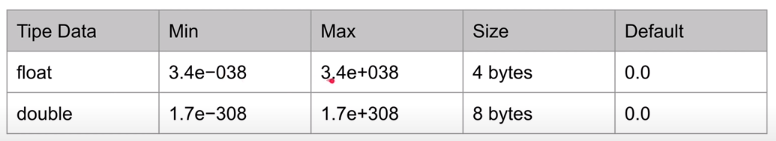 Tipe Data Min Max Size Default
float 3.4e−038 3.4e+038 4 bytes 0.0
double 1.7e−308 1.7e+308 8 bytes 0.0